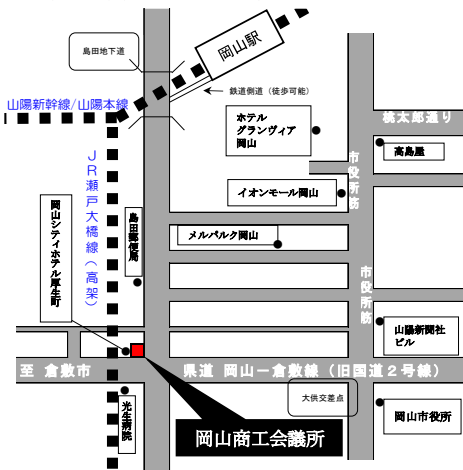 島田地下道
岡山駅
鉄道側道（徒歩可能）
山陽新幹線/山陽本線
ホテル
グランヴィア
岡山
桃太郎通り
高島屋
市役所筋
JR瀬戸大橋線（高架）
イオンモール岡山
岡山シティホテル厚生町
島田郵便局
メルパルク岡山
市役所筋
山陽新聞社
ビル
至 倉敷市
県道 岡山ー倉敷線（旧国道２号線）
光生病院
大供交差点
岡山市役所
岡山商工会議所